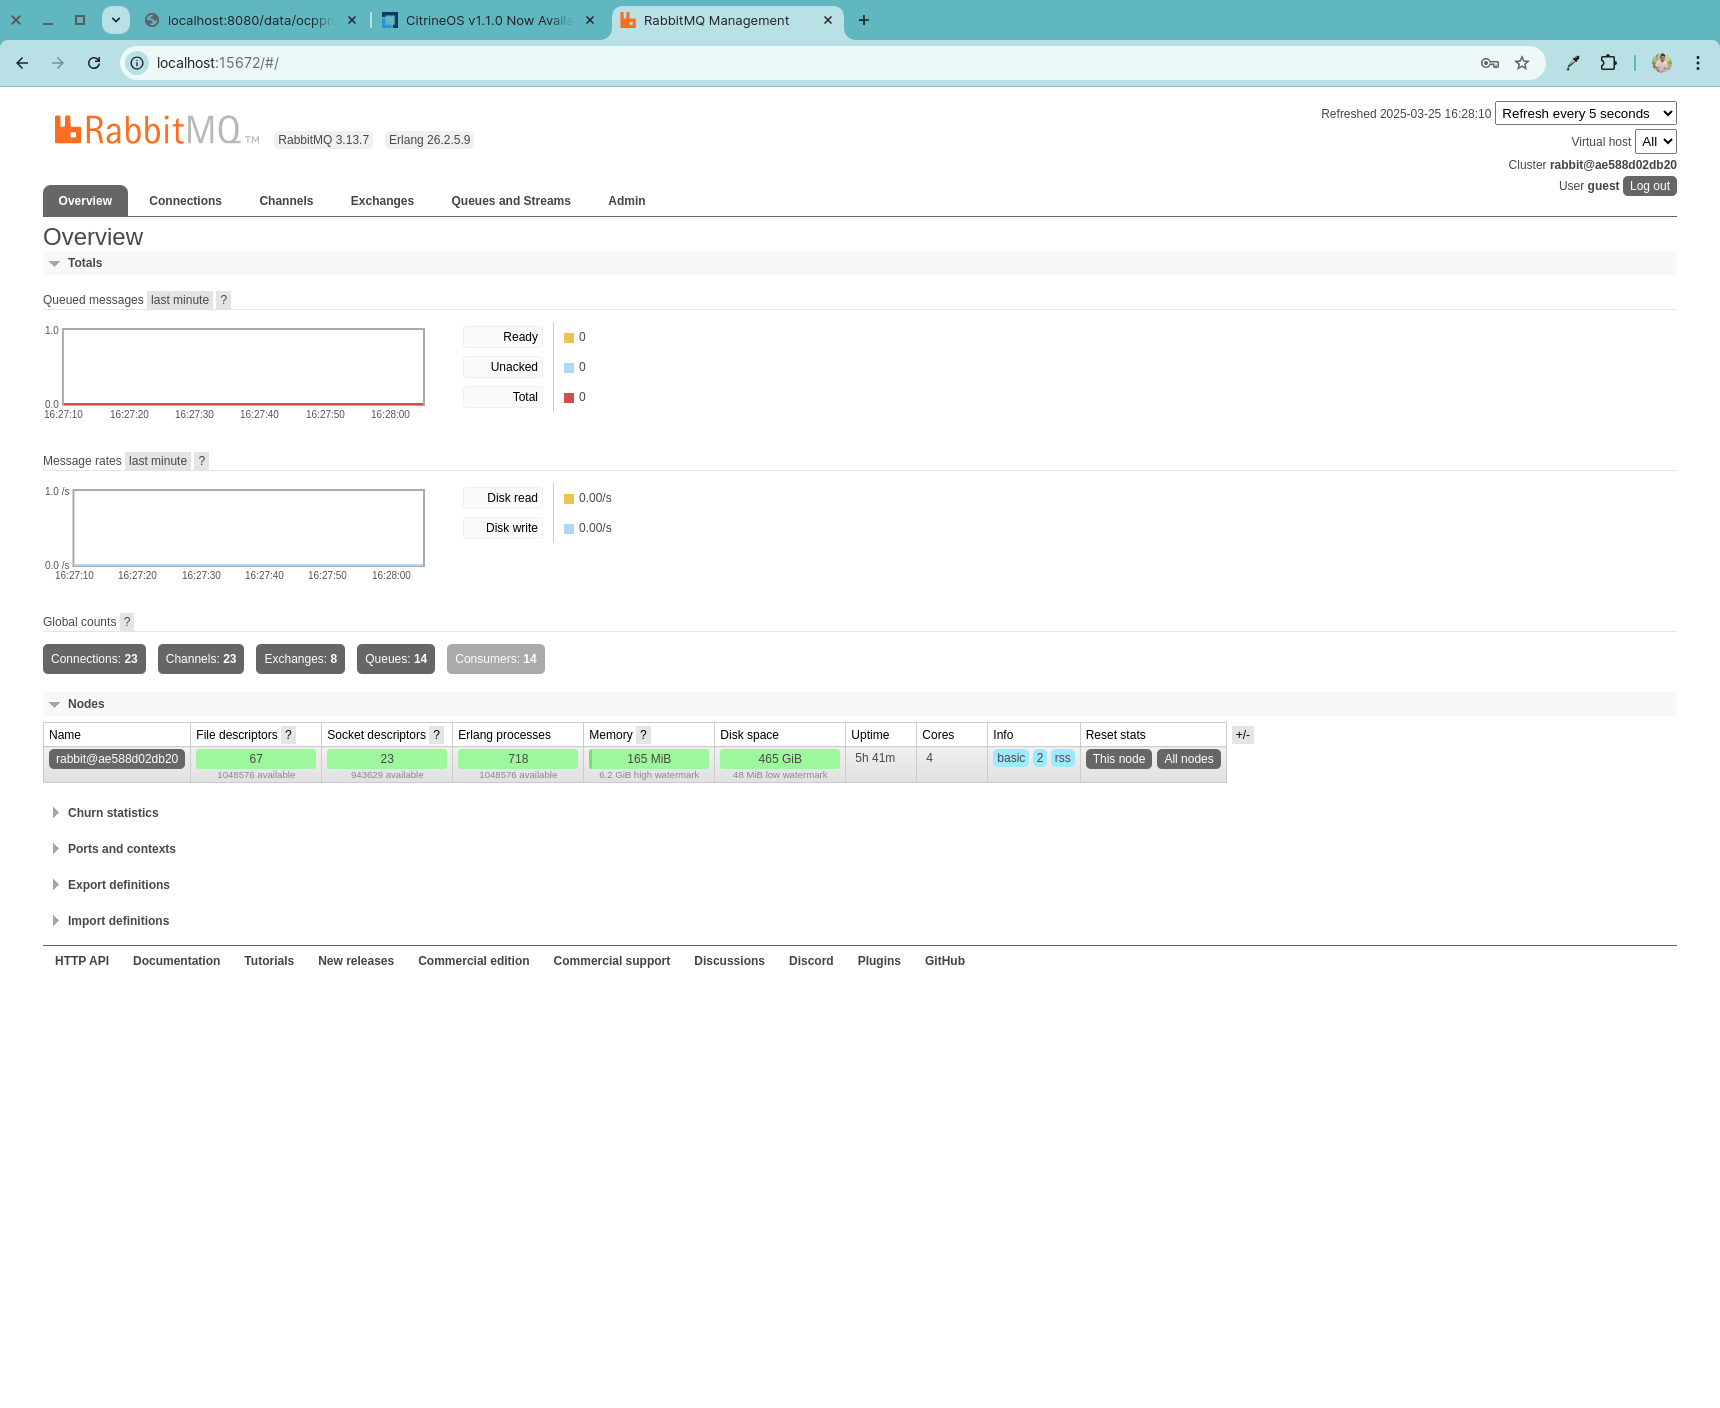 localhost:8080/data/ocppr
CitrineOS v1.1.0 Now Availa
RabbitMQ Management
localhost:15672/#/
RabbitMQ TM
RabbitMQ 3.13.7 Erlang 26.2.5.9
Refreshed 2025-03-25 16:28:10 Refresh every 5 seconds
Virtual host All
Cluster rabbit@ae588d02db20
User guest Log out
Overview Connections Channels Exchanges Queues and Streams Admin
Overview
Totals
Queued messages last minute ?
1.0
0.0
16:27:10 16:27:20 16:27:30 16:27:40 16:27:50 16:28:00
Ready 0
Unacked 0
Total 0
Message rates last minute ?
1.0 /s
0.0 /s
16:27:10 16:27:20 16:27:30 16:27:40 16:27:50 16:28:00
Disk read 0.00/s
Disk write 0.00/s
Global counts ?
Connections: 23 Channels: 23 Exchanges: 8 Queues: 14 Consumers: 14
Nodes
Name File descriptors ? Socket descriptors ? Erlang processes Memory ? Disk space Uptime Cores Info Reset stats +/-
rabbit@ae588d02db20 67 23 718 165 MiB 465 GiB 5h 41m 4 basic 2 rss This node All nodes
1048576 available 943629 available 1048576 available 6.2 GiB high watermark 48 MiB low watermark
Churn statistics
Ports and contexts
Export definitions
Import definitions
HTTP API Documentation Tutorials New releases Commercial edition Commercial support Discussions Discord Plugins GitHub